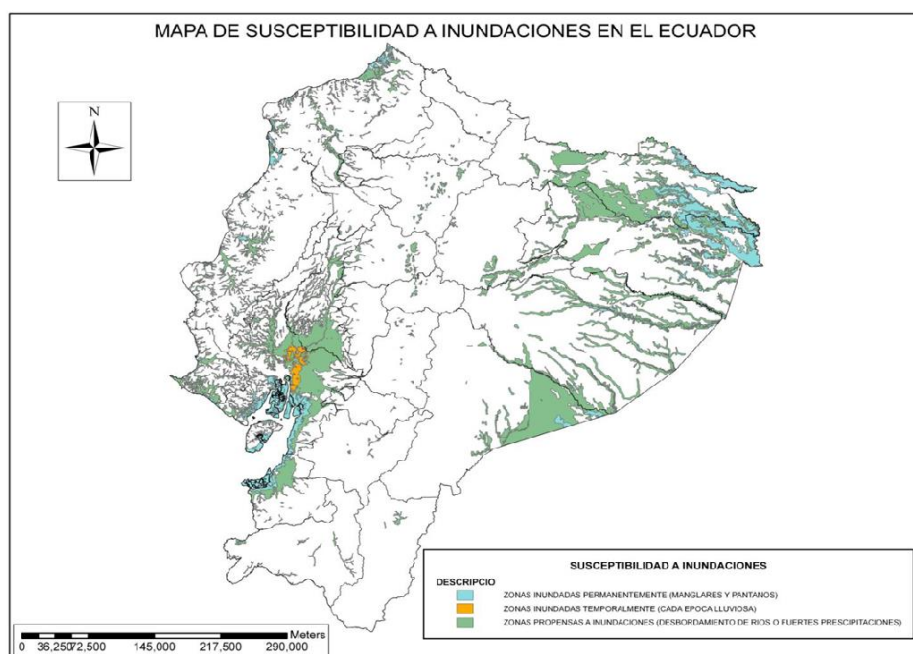 MAPA DE SUSCEPTIBILIDAD A INUNDACIONES EN EL ECUADOR
N
SUSCEPTIBILIDAD A INUNDACIONES
DESCRIPCIO
ZONAS INUNDADAS PERMANENTEMENTE (MANGLARES Y PANTANOS)
ZONAS INUNDADAS TEMPORALMENTE (CADA EPOCA LLUVIOSA)
ZONAS PROPENSAS A INUNDACIONES (DESBORDAMIENTO DE RIOS O FUERTES PRESCIPITACIONES)
Meters
0 36,250 72,500 145,000 217,500 290,000